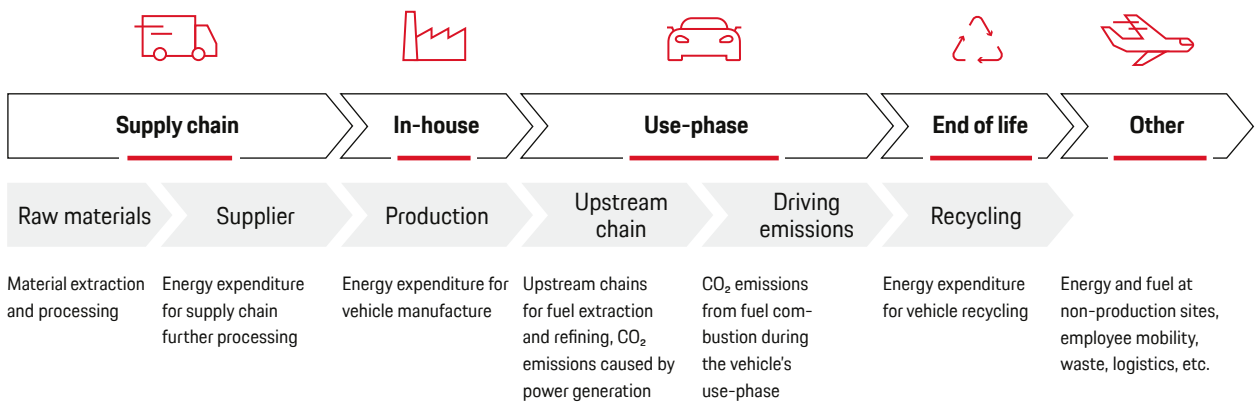 Supply chain
In-house
Use-phase
End of life
Other
Raw materials
Supplier
Production
Upstream
chain
Driving
emissions
Recycling
Material extraction
and processing
Energy expenditure
for supply chain
further processing
Energy expenditure for
vehicle manufacture
Upstream chains
for fuel extraction
and refining, CO₂
emissions caused by
power generation
CO₂ emissions
from fuel com-
bustion during
the vehicle’s
use-phase
Energy expenditure
for vehicle recycling
Energy and fuel at
non-production sites,
employee mobility,
waste, logistics, etc.